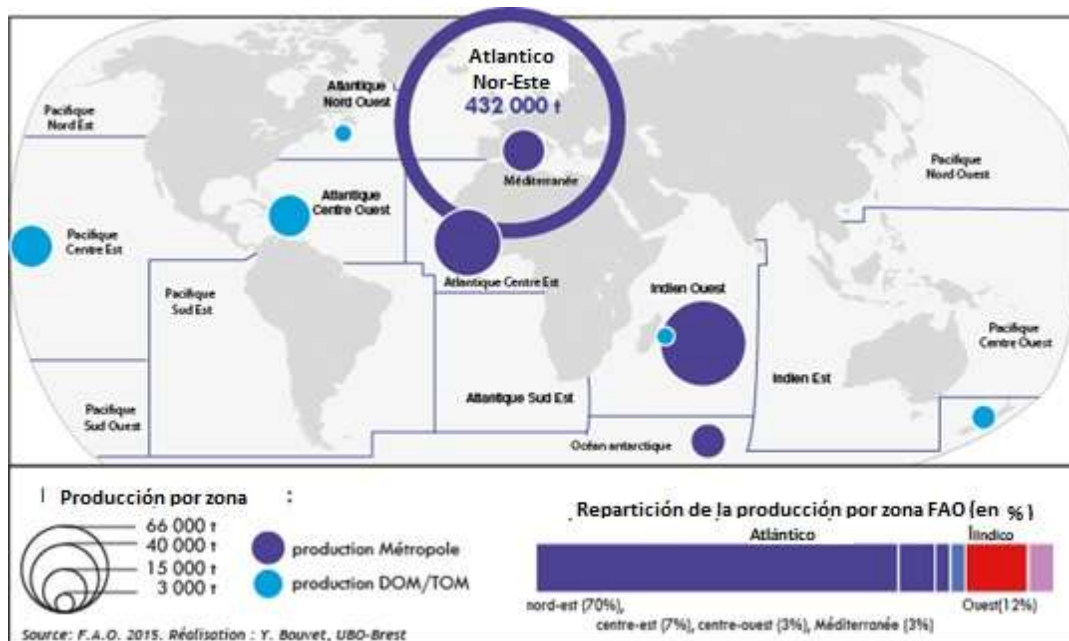 Atlantico
Nor-Este
432 000 t
Atlantique
Nord Ouest
Pacifique
Nord Est
Pacifique
Nord Ouest
Méditerranée
Atlantique
Centre Ouest
Pacifique
Centre Est
Atlantique Centre Est
Indien Ouest
Pacifique
Sud Est
Pacifique
Centre Ouest
Indien Est
Atlantique Sud Est
Pacifique
Sud Ouest
Océan antarctique
Producción por zona :
66 000 t
40 000 t
15 000 t
3 000 t
production Métropole
production DOM/TOM
Repartición de la producción por zona FAO (en %)
Atlántico
nord-est (70%),
centre-est (7%), centre-ouest (3%), Méditerranée (3%)
Ouest(12%)
Source: F.A.O. 2015. Réalisation : Y. Bouvet, UBO-Brest